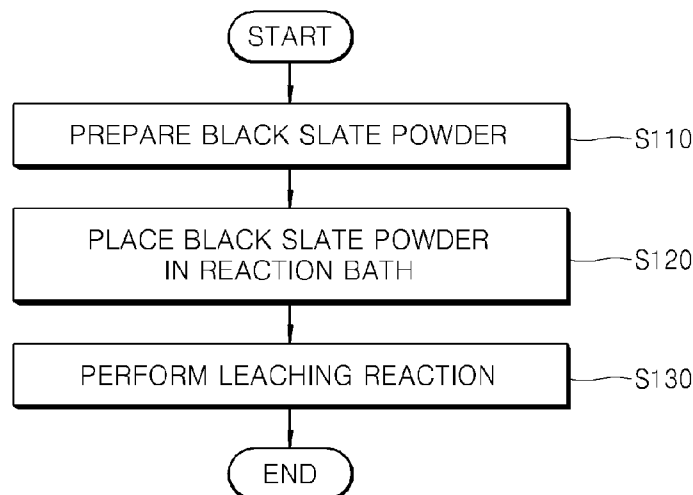 START
PREPARE BLACK SLATE POWDER
S110
PLACE BLACK SLATE POWDER
IN REACTION BATH
S120
PERFORM LEACHING REACTION
S130
END